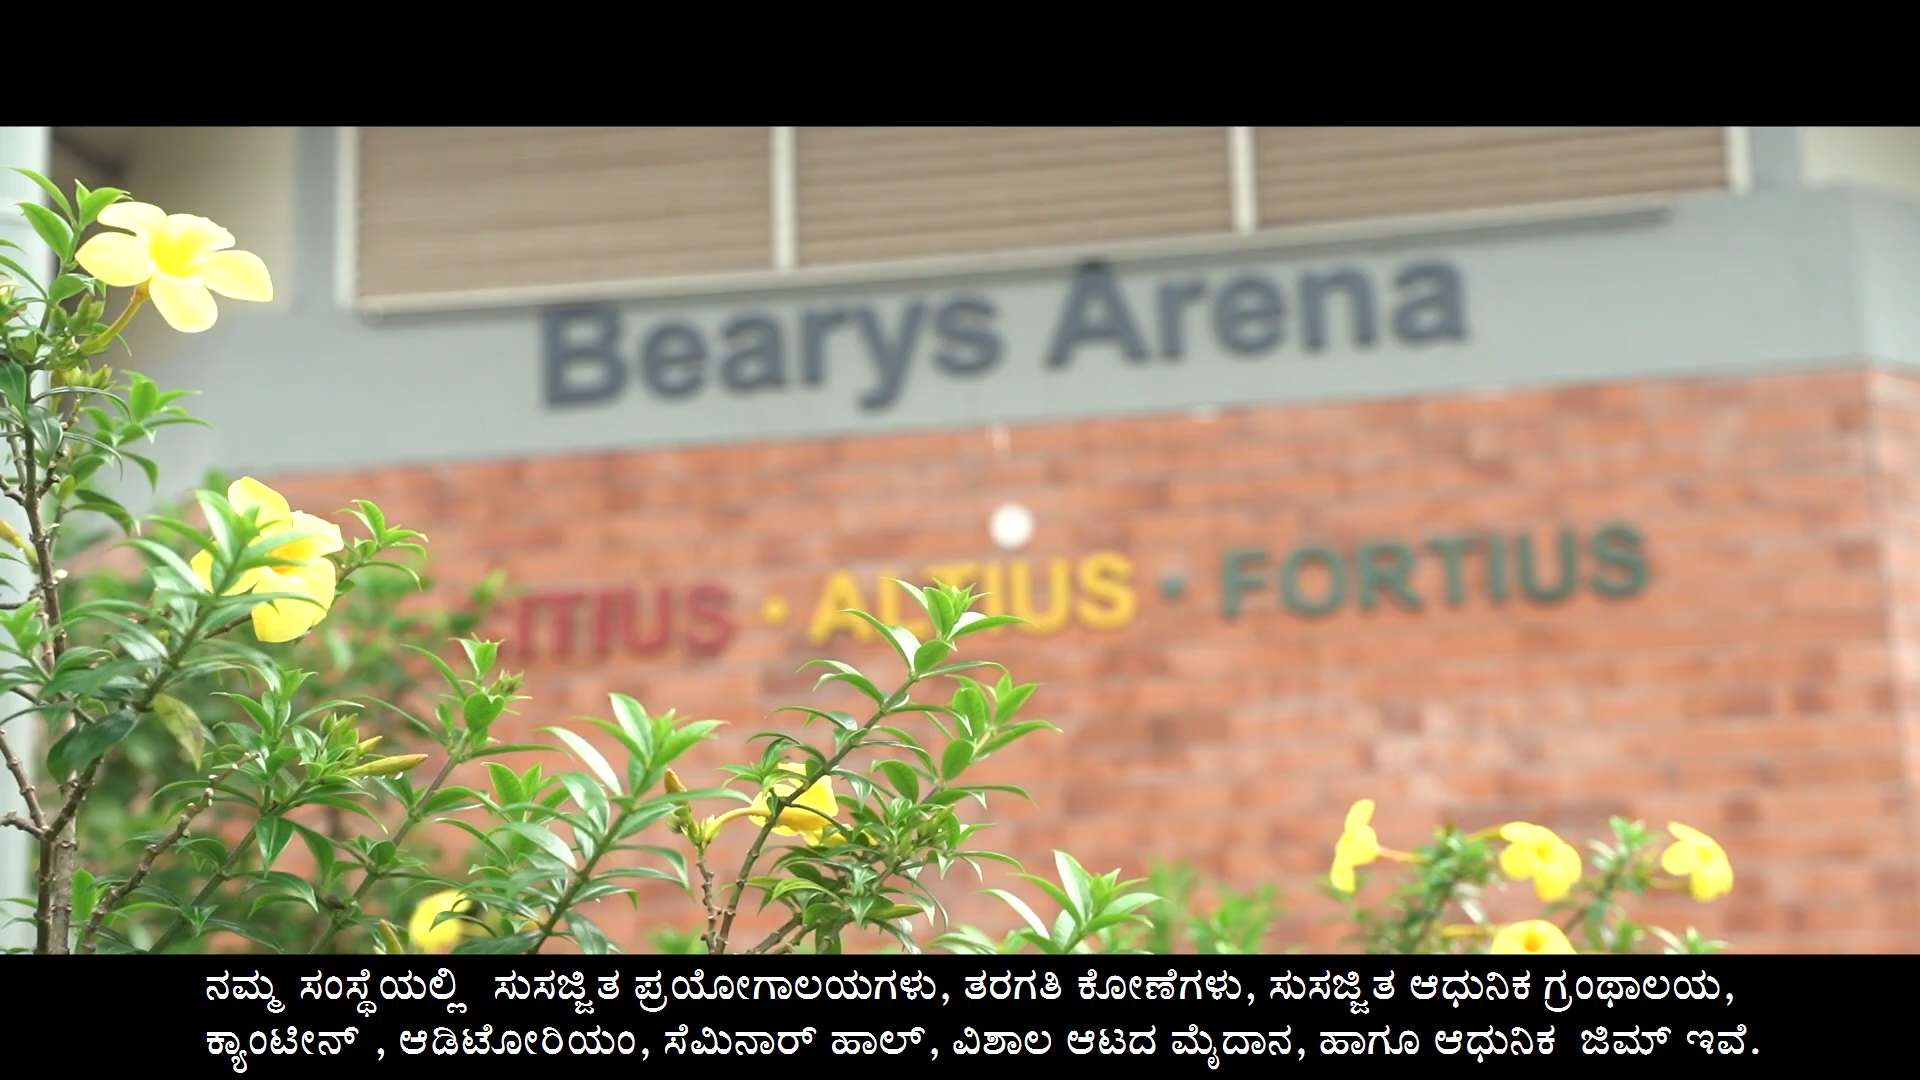 Bearys Arena
ALTIUS • FORTIUS
ನಮ್ಮ ಸಂಸ್ಥೆಯಲ್ಲಿ ಸುಸಜ್ಜಿತ ಪ್ರಯೋಗಾಲಯಗಳು, ತರಗತಿ ಕೋಣೆಗಳು, ಸುಸಜ್ಜಿತ ಆಧುನಿಕ ಗ್ರಂಥಾಲಯ,
ಕ್ಯಾಂಟೀನ್ , ಆಡಿಟೋರಿಯಂ, ಸೆಮಿನಾರ್ ಹಾಲ್, ವಿಶಾಲ ಆಟದ ಮೈದಾನ, ಹಾಗೂ ಆಧುನಿಕ ಜಿಮ್ ಇವೆ.